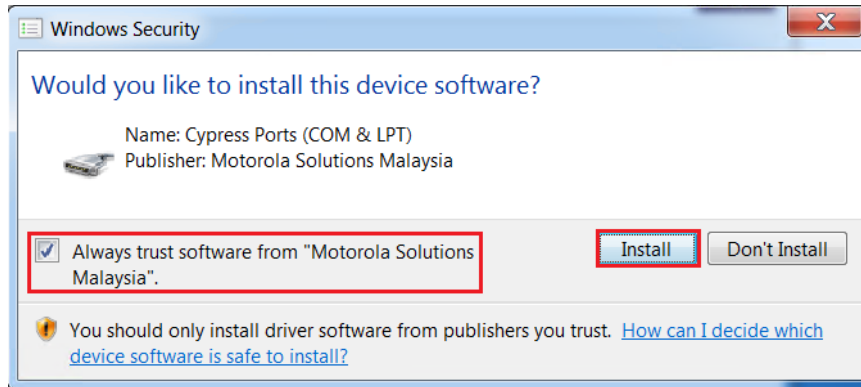 Windows Security
Would you like to install this device software?
Name: Cypress Ports (COM & LPT)
Publisher: Motorola Solutions Malaysia
Always trust software from "Motorola Solutions
Malaysia".
Install
Don't Install
You should only install driver software from publishers you trust. How can I decide which
device software is safe to install?